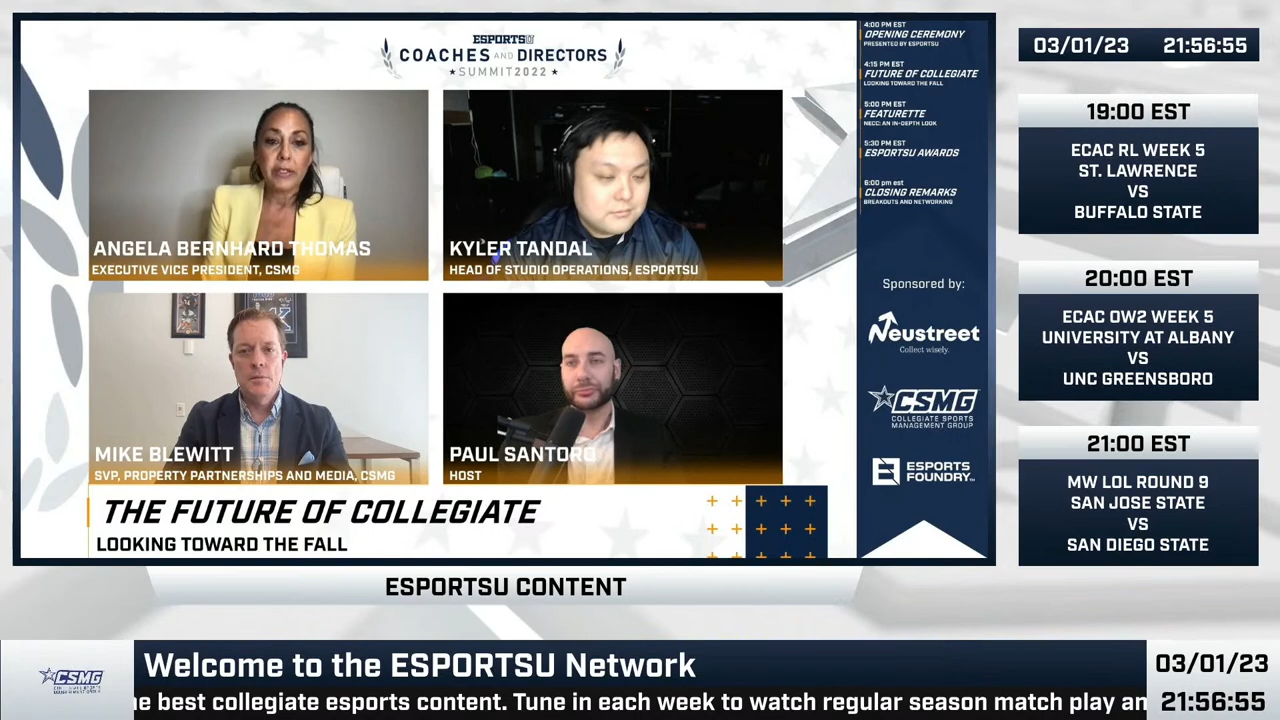 ESPORTSU
COACHES AND DIRECTORS
SUMMIT2022
ANGELA BERNHARD THOMAS
EXECUTIVE VICE PRESIDENT, CSMG
KYLER TANDAL
HEAD OF STUDIO OPERATIONS, ESPORTSU
MIKE BLEWITT
SVP, PROPERTY PARTNERSHIPS AND MEDIA, CSMG
PAUL SANTORO
HOST
THE FUTURE OF COLLEGIATE
LOOKING TOWARD THE FALL
4:00 PM EST
OPENING CEREMONY
PRESENTED BY ESPORTSU
4:15 PM EST
FUTURE OF COLLEGIATE
LOOKING TOWARD THE FALL
5:00 PM EST
FEATURETTE
NECC: AN IN-DEPTH LOOK
5:30 PM EST
ESPORTSU AWARDS
6:00 pm est
CLOSING REMARKS
BREAKOUTS AND NETWORKING
Sponsored by:
Neustreet
Collect wisely.
CSMG
COLLEGIATE SPORTS
MANAGEMENT GROUP
ESPORTS
FOUNDRY
03/01/23 21:56:55
19:00 EST
ECAC RL WEEK 5
ST. LAWRENCE
VS
BUFFALO STATE
20:00 EST
ECAC OW2 WEEK 5
UNIVERSITY AT ALBANY
VS
UNC GREENSBORO
21:00 EST
MW LOL ROUND 9
SAN JOSE STATE
VS
SAN DIEGO STATE
ESPORTSU CONTENT
CSMG
Welcome to the ESPORTSU Network
he best collegiate esports content. Tune in each week to watch regular season match play an
03/01/23
21:56:55